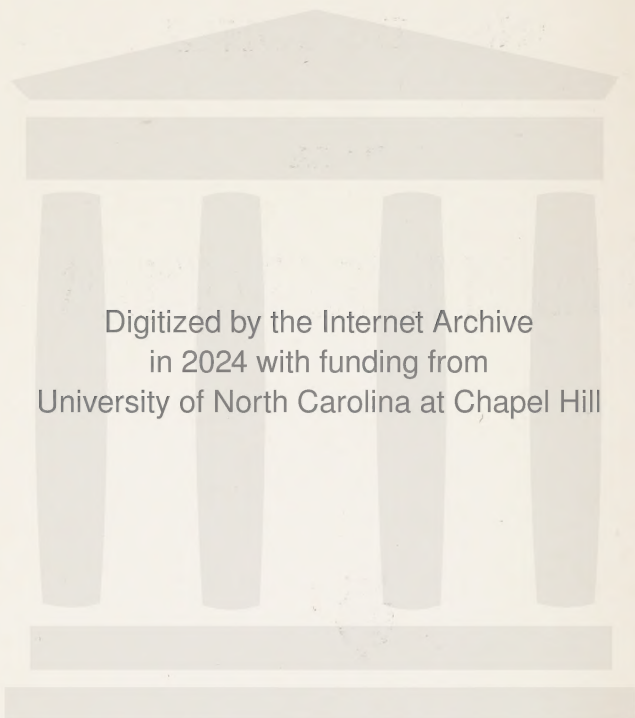 Digitized by the Internet Archive
in 2024 with funding from
University of North Carolina at Chapel Hill